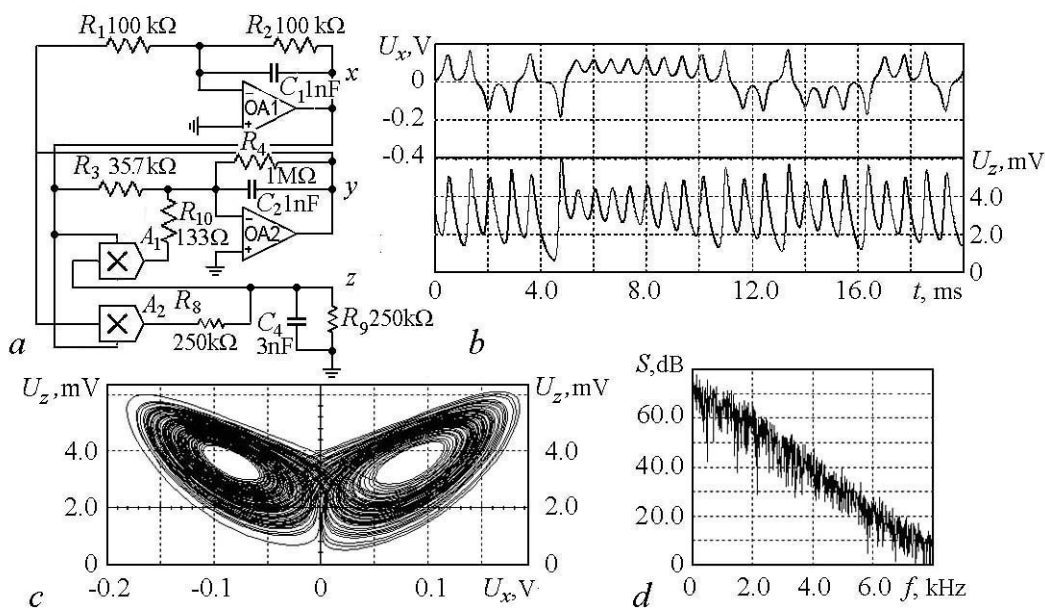 R1 100 kΩ
R2 100 kΩ
x
C1 1nF
OA1
R4
1MΩ
R3 357kΩ
y
C2 1nF
R10
133Ω
OA2
A1
z
A2
R8
250kΩ
C4
3nF
R9 250kΩ
a
Ux, V
0
-0.2
-0.4
Uz, mV
4.0
2.0
0
0 4.0 8.0 12.0 16.0 t, ms
b
Uz, mV
4.0
2.0
0
-0.2 -0.1 0 0.1 Ux, V
Uz, mV
4.0
2.0
0
c
S, dB
60.0
40.0
20.0
0
0 2.0 4.0 6.0 f, kHz
d